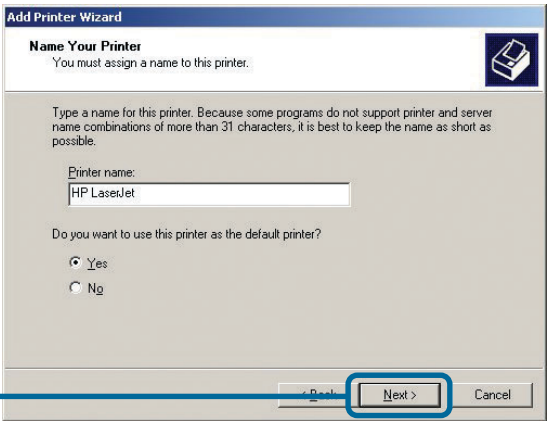 Add Printer Wizard
Name Your Printer
You must assign a name to this printer.
Type a name for this printer. Because some programs do not support printer and server
name combinations of more than 31 characters, it is best to keep the name as short as
possible.
Printer name:
HP LaserJet
Do you want to use this printer as the default printer?
Yes
No
< Back Next > Cancel